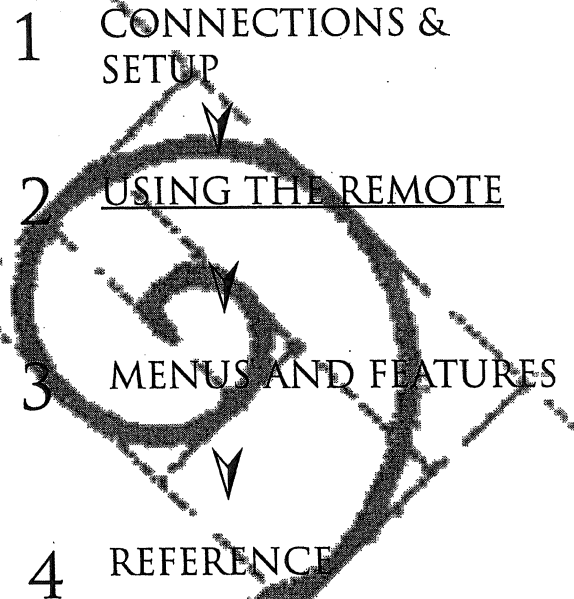 1 CONNECTIONS &
SETUP
2 USING THE REMOTE
3 MENUS AND FEATURES
4 REFERENCE